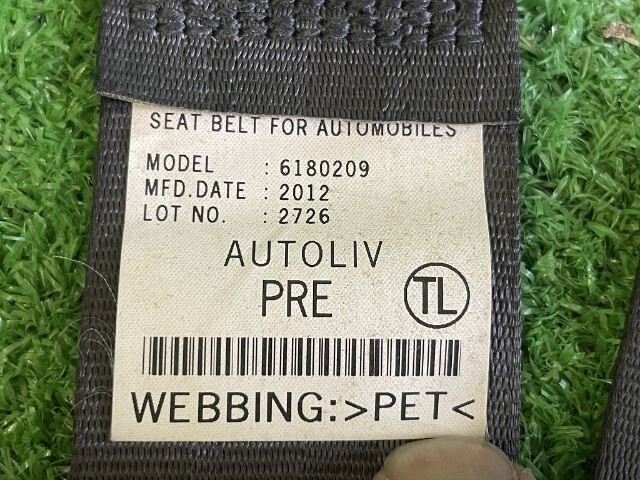 SEAT BELT FOR AUTOMOBILES
MODEL : 6180209
MFD.DATE : 2012
LOT NO. : 2726
AUTOLIV
PRE TL
WEBBING:>PET<